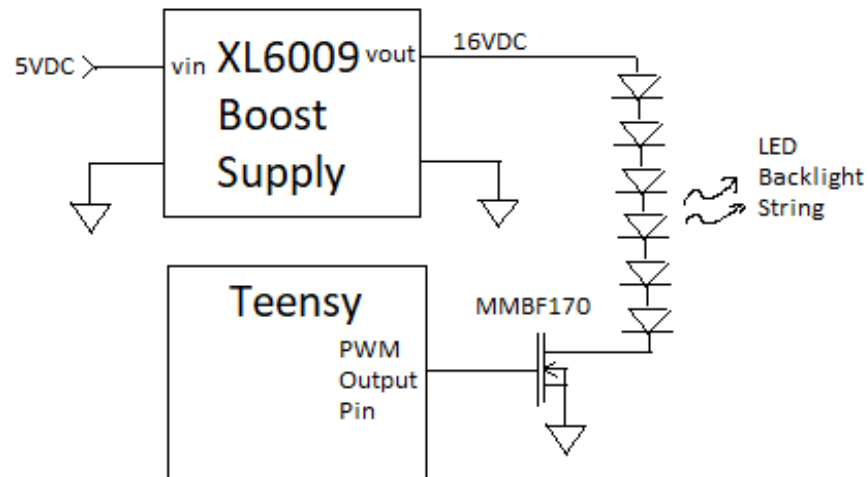 5VDC
vin
XL6009
Boost
Supply
vout
16VDC
LED
Backlight
String
Teensy
PWM
Output
Pin
MMBF170